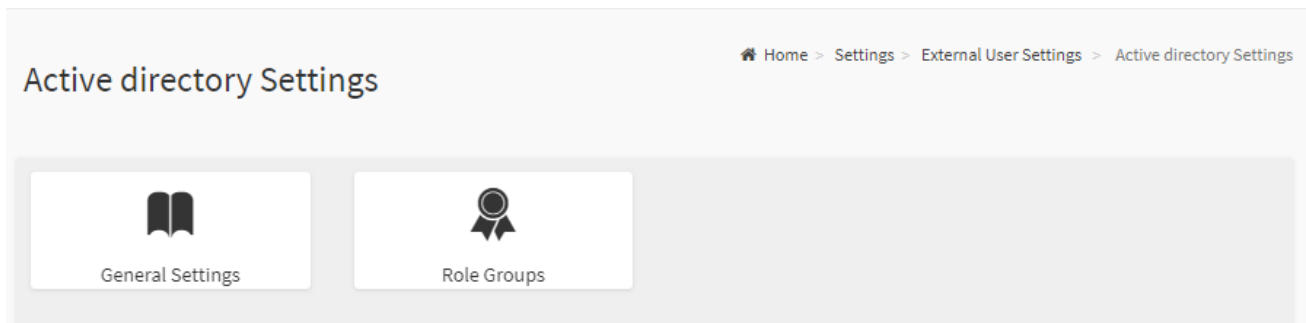 Home > Settings > External User Settings > Active directory Settings
Active directory Settings
General Settings
Role Groups